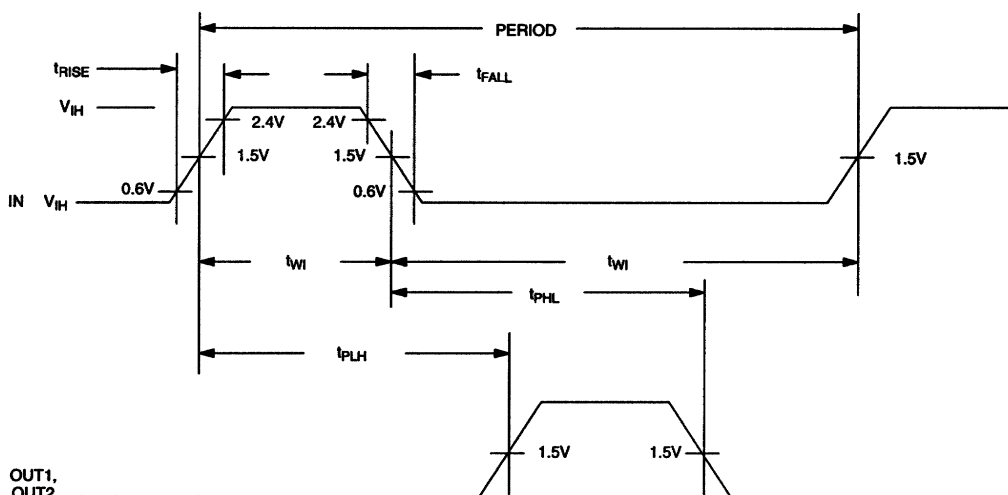 PERIOD
tRISE
tFALL
VIH
2.4V 2.4V
1.5V 1.5V 1.5V
0.6V 0.6V
IN VIH
tWI tWI
tPHL
tPLH
1.5V 1.5V
OUT1,
OUT2